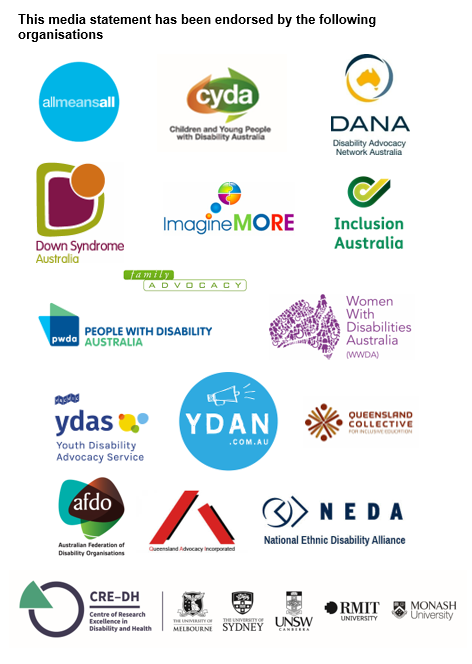 This media statement has been endorsed by the following
organisations
allmeansall
cyda
Children and Young People
with Disability Australia
DANA
Disability Advocacy
Network Australia
Down Syndrome
Australia
ImagineMORE
Inclusion
Australia
family
ADVOCACY
pwda
PEOPLE WITH DISABILITY
AUSTRALIA
Women
With
Disabilities
Australia
(WWDA)
ydas
Youth Disability
Advocacy Service
YDAN
.COM.AU
QUEENSLAND
COLLECTIVE
FOR INCLUSIVE EDUCATION
afdo
Australian Federation of
Disability Organisations
Queensland Advocacy Incorporated
NEDA
National Ethnic Disability Alliance
CRE–DH
Centre of Research
Excellence in
Disability and Health
THE UNIVERSITY OF
MELBOURNE
THE UNIVERSITY OF
SYDNEY
UNSW
CANBERRA
RMIT
UNIVERSITY
MONASH
University